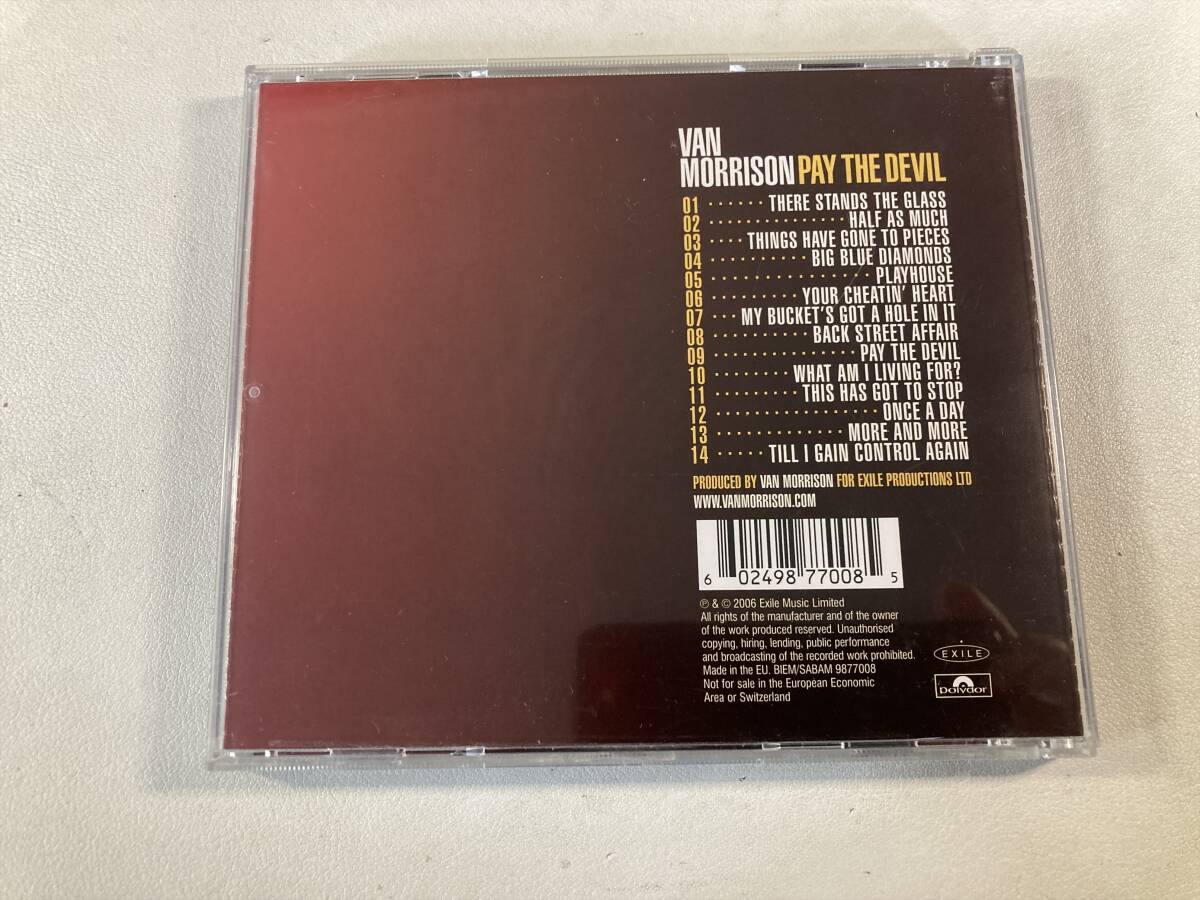 VAN
MORRISON PAY THE DEVIL
01 ······ THERE STANDS THE GLASS
02 ··············· HALF AS MUCH
03 ···· THINGS HAVE GONE TO PIECES
04 ··········· BIG BLUE DIAMONDS
05 ················· PLAYHOUSE
06 ·········· YOUR CHEATIN' HEART
07 ··· MY BUCKET'S GOT A HOLE IN IT
08 ··········· BACK STREET AFFAIR
09 ················ PAY THE DEVIL
10 ········· WHAT AM I LIVING FOR?
11 ·········· THIS HAS GOT TO STOP
12 ·················· ONCE A DAY
13 ·············· MORE AND MORE
14 ····· TILL I GAIN CONTROL AGAIN
PRODUCED BY VAN MORRISON FOR EXILE PRODUCTIONS LTD
WWW.VANMORRISON.COM
6 02498 77008 5
℗ & © 2006 Exile Music Limited
All rights of the manufacturer and of the owner
of the work produced reserved. Unauthorised
copying, hiring, lending, public performance
and broadcasting of the recorded work prohibited.
Made in the EU. BIEM/SABAM 9877008
Not for sale in the European Economic
Area or Switzerland
EXILE
Polydor